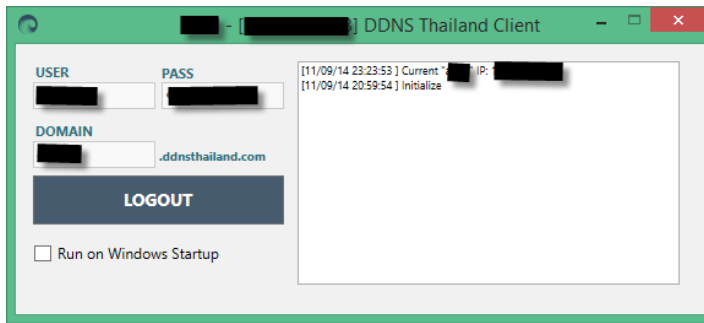 - [ ] DDNS Thailand Client
USER PASS
DOMAIN
.ddnsthailand.com
LOGOUT
Run on Windows Startup
[11/09/14 23:23:53 ] Current " " IP:
[11/09/14 20:59:54 ] Initialize